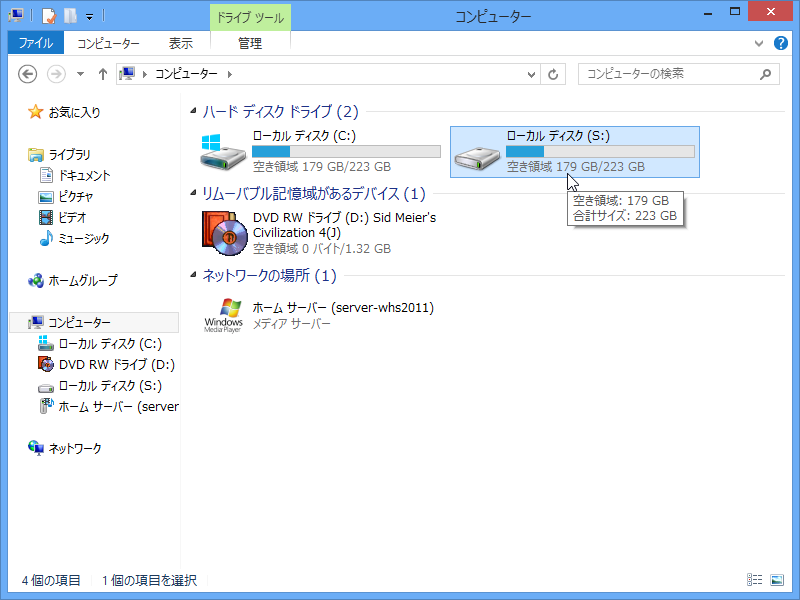 ドライブ ツール
コンピューター
ファイル
コンピューター
表示
管理
コンピューター
コンピューターの検索
お気に入り
ライブラリ
ドキュメント
ピクチャ
ビデオ
ミュージック
ホームグループ
コンピューター
ローカル ディスク (C:)
DVD RW ドライブ (D:)
ローカル ディスク (S:)
ホーム サーバー (server
ネットワーク
ハード ディスク ドライブ (2)
ローカル ディスク (C:)
空き領域 179 GB/223 GB
ローカル ディスク (S:)
空き領域 179 GB/223 GB
空き領域: 179 GB
合計サイズ: 223 GB
リムーバブル記憶域があるデバイス (1)
DVD RW ドライブ (D:) Sid Meier's
Civilization 4(J)
空き領域 0 バイト/1.32 GB
ネットワークの場所 (1)
Windows
MediaPlayer
ホーム サーバー (server-whs2011)
メディア サーバー
4 個の項目
1 個の項目を選択